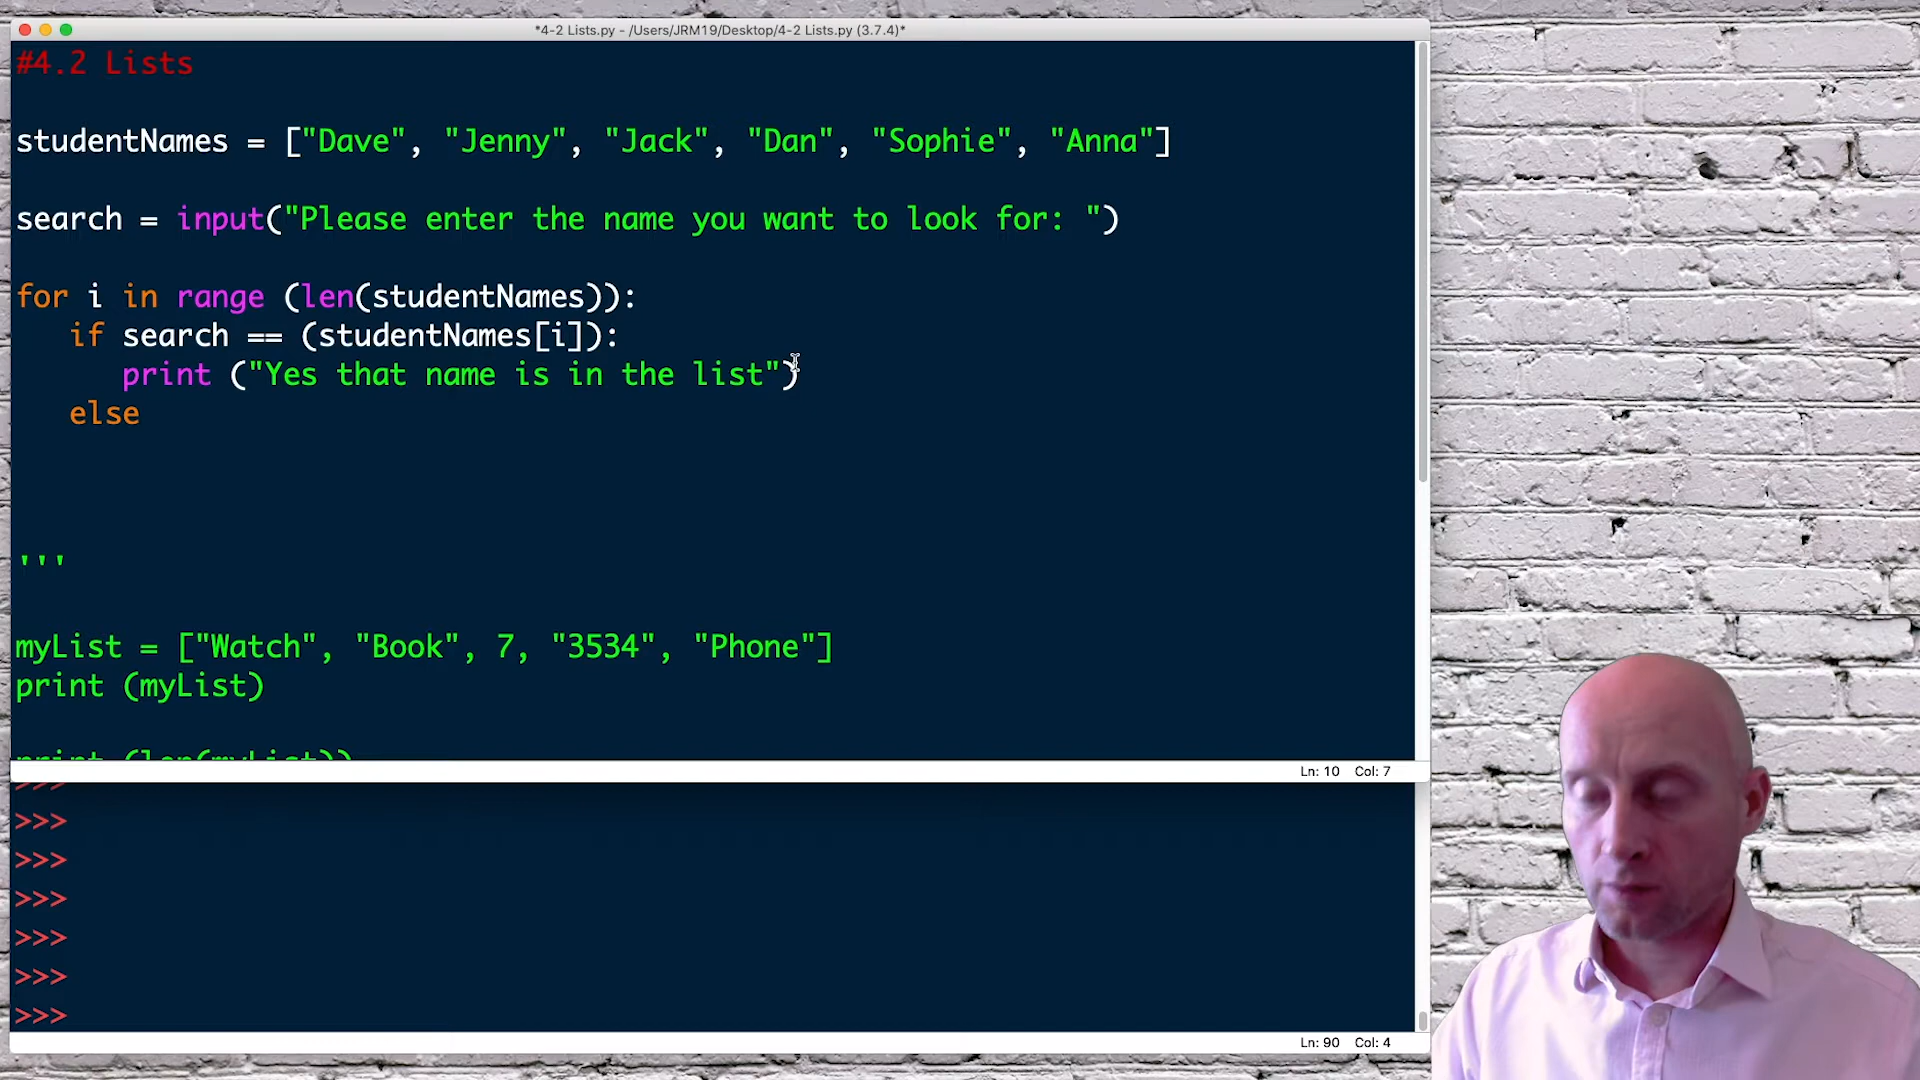 *4-2 Lists.py - /Users/JRM19/Desktop/4-2 Lists.py (3.7.4)*
#4.2 Lists
studentNames = ["Dave", "Jenny", "Jack", "Dan", "Sophie", "Anna"]
search = input("Please enter the name you want to look for: ")
for i in range (len(studentNames)):
if search == (studentNames[i]):
print ("Yes that name is in the list")
else
'''
myList = ["Watch", "Book", 7, "3534", "Phone"]
print (myList)
print (len(myList))
Ln: 10 Col: 7
>>>
>>>
>>>
>>>
>>>
>>>
>>>
Ln: 90 Col: 4